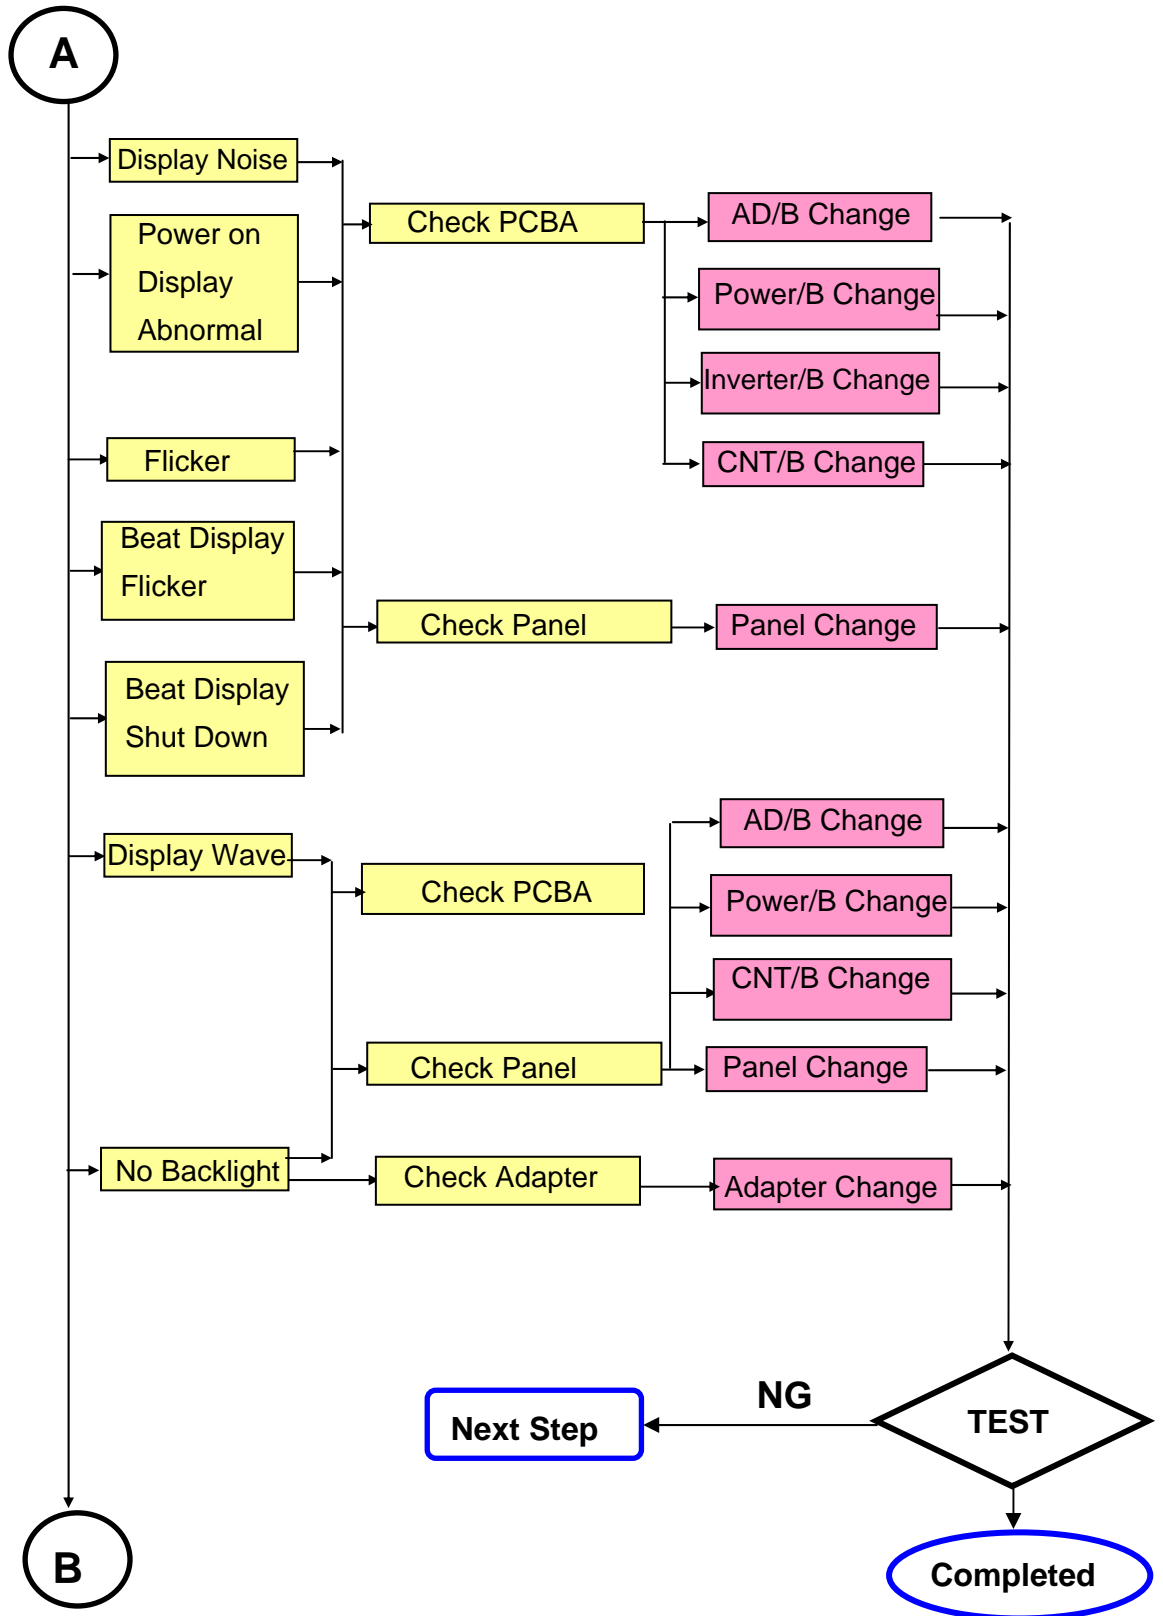 A
Display Noise
Power on
Display
Abnormal
Check PCBA
AD/B Change
Power/B Change
Inverter/B Change
CNT/B Change
Flicker
Beat Display
Flicker
Check Panel
Panel Change
Beat Display
Shut Down
Display Wave
Check PCBA
AD/B Change
Power/B Change
CNT/B Change
Check Panel
Panel Change
No Backlight
Check Adapter
Adapter Change
NG
Next Step
TEST
B
Completed